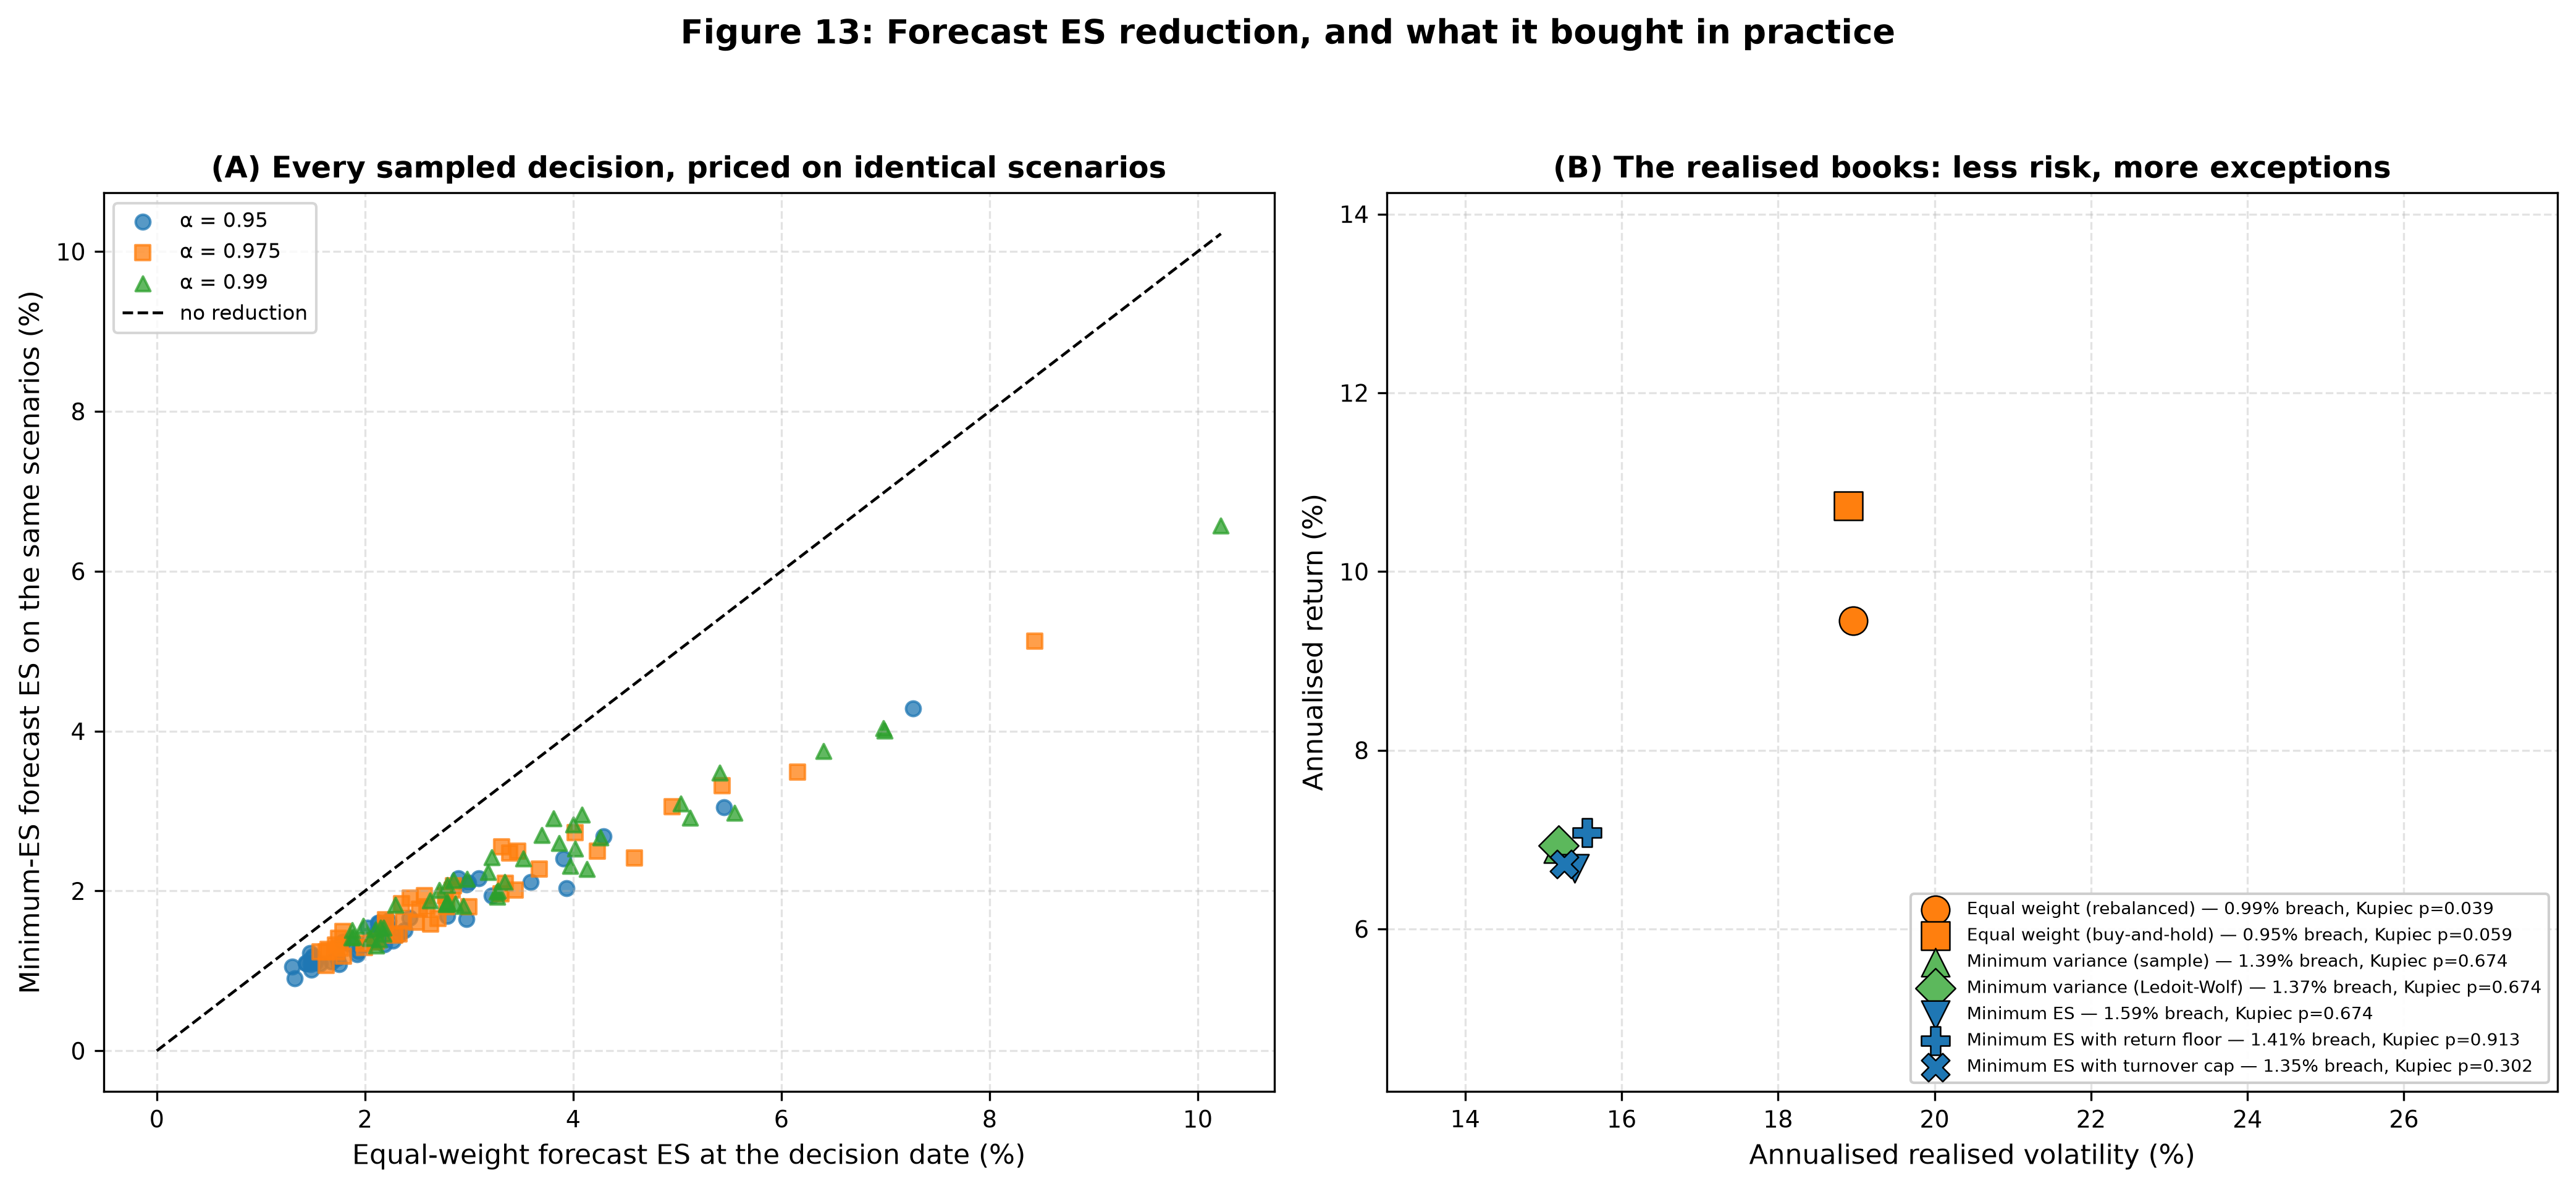 Figure 13: Forecast ES reduction, and what it bought in practice
(A) Every sampled decision, priced on identical scenarios
α = 0.95
α = 0.975
α = 0.99
no reduction
10
8
6
4
2
0
Minimum-ES forecast ES on the same scenarios (%)
0 2 4 6 8 10
Equal-weight forecast ES at the decision date (%)
(B) The realised books: less risk, more exceptions
14
12
10
8
6
Annualised return (%)
Equal weight (rebalanced) — 0.99% breach, Kupiec p=0.039
Equal weight (buy-and-hold) — 0.95% breach, Kupiec p=0.059
Minimum variance (sample) — 1.39% breach, Kupiec p=0.674
Minimum variance (Ledoit-Wolf) — 1.37% breach, Kupiec p=0.674
Minimum ES — 1.59% breach, Kupiec p=0.674
Minimum ES with return floor — 1.41% breach, Kupiec p=0.913
Minimum ES with turnover cap — 1.35% breach, Kupiec p=0.302
14 16 18 20 22 24 26
Annualised realised volatility (%)